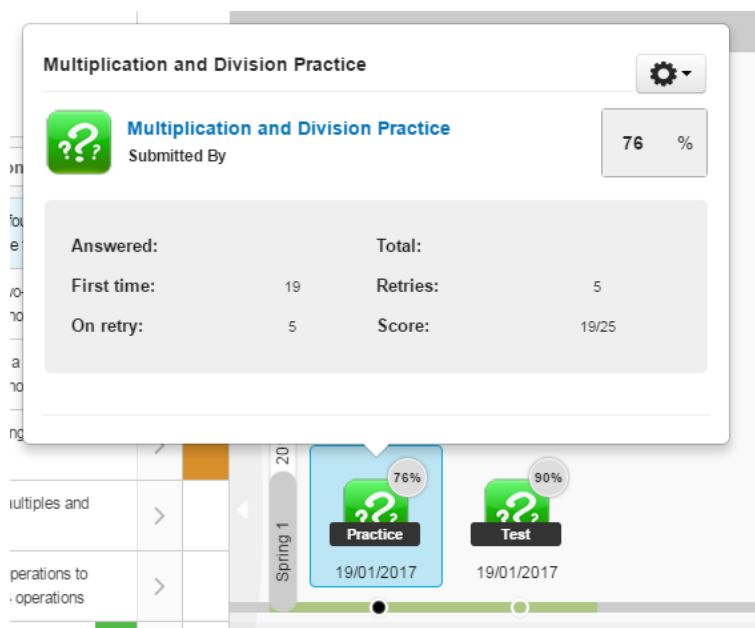 Multiplication and Division Practice
Multiplication and Division Practice
Submitted By
76 %
Answered:
Total:
First time: 19
Retries: 5
On retry: 5
Score: 19/25
a
ultiples and
perations to
operations
20
Spring 1
76%
Practice
19/01/2017
90%
Test
19/01/2017